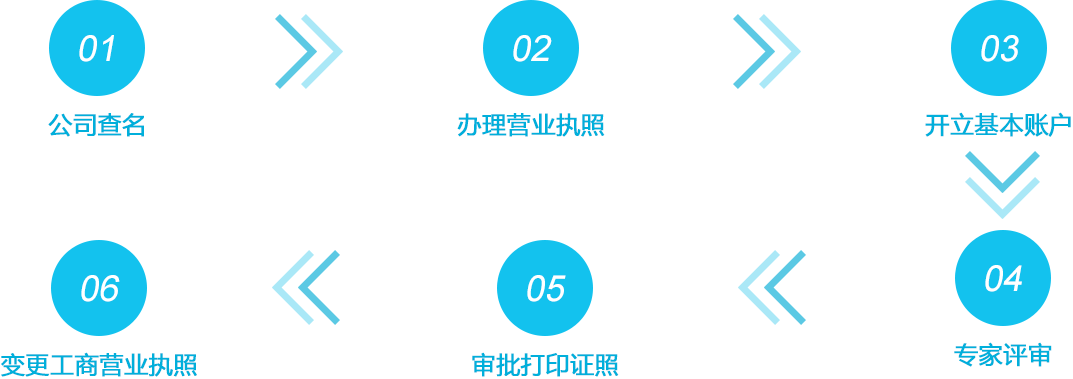 01
公司查名
02
办理营业执照
03
开立基本账户
04
专家评审
05
审批打印证照
06
变更工商营业执照